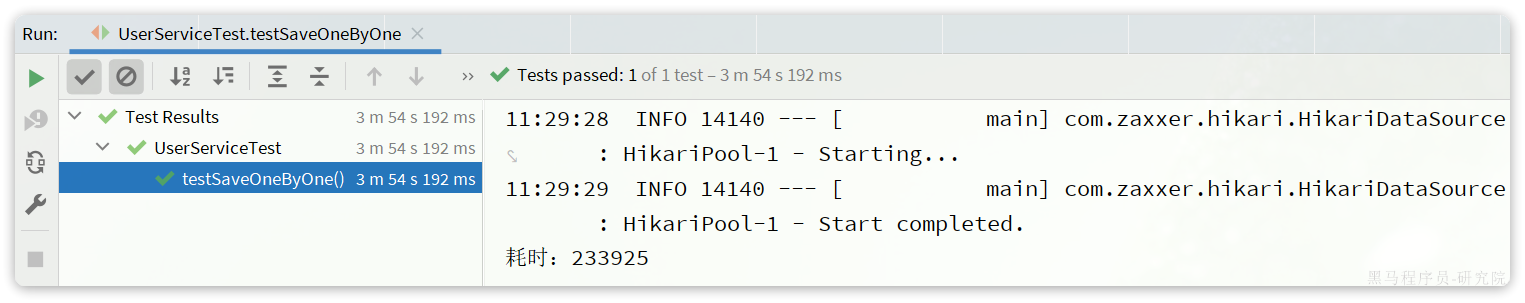 Run: UserServiceTest.testSaveOneByOne
Tests passed: 1 of 1 test – 3 m 54 s 192 ms
Test Results 3 m 54 s 192 ms
UserServiceTest 3 m 54 s 192 ms
testSaveOneByOne() 3 m 54 s 192 ms
11:29:28  INFO 14140 --- [           main] com.zaxxer.hikari.HikariDataSource
: HikariPool-1 - Starting...
11:29:29  INFO 14140 --- [           main] com.zaxxer.hikari.HikariDataSource
: HikariPool-1 - Start completed.
耗时：233925
黑马程序员-研究院